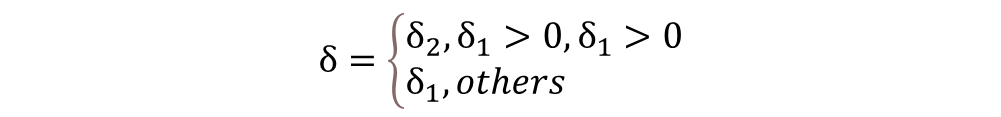 δ = { δ₂, δ₁ > 0, δ₁ > 0
δ₁, others